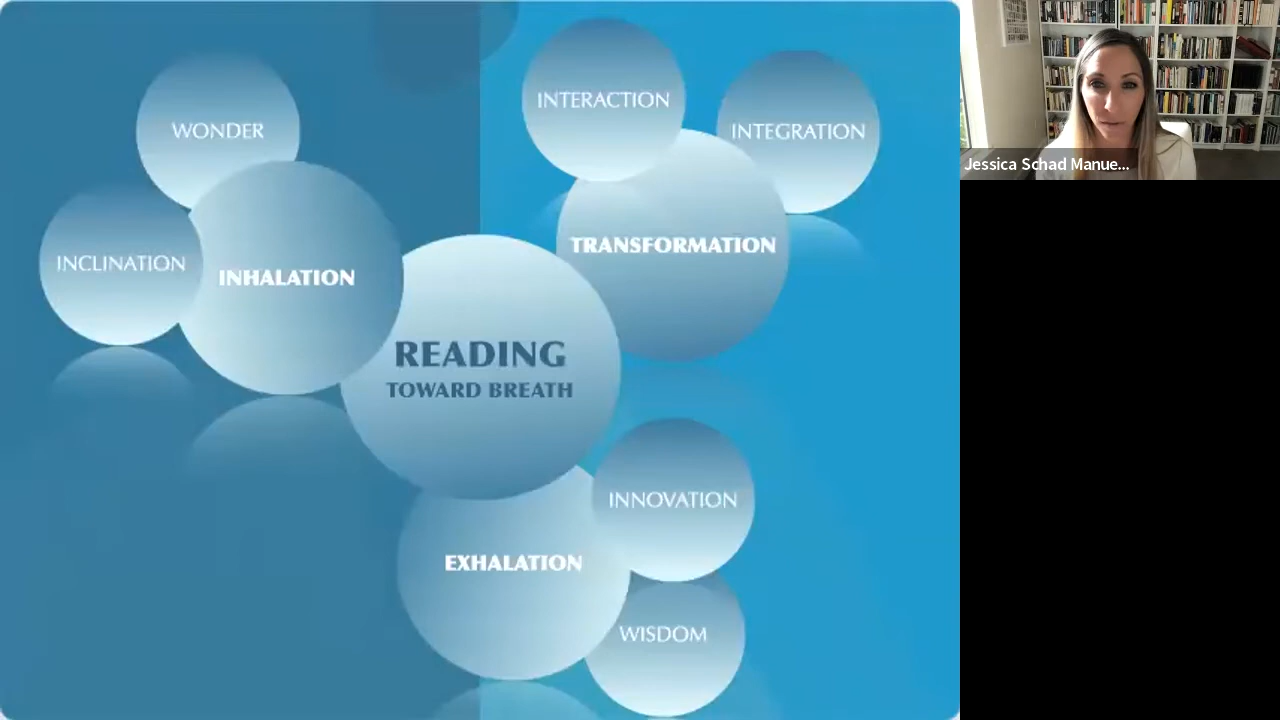 WONDER
INCLINATION
INHALATION
INTERACTION
INTEGRATION
TRANSFORMATION
READING
TOWARD BREATH
INNOVATION
EXHALATION
WISDOM
Jessica Schad Manue...